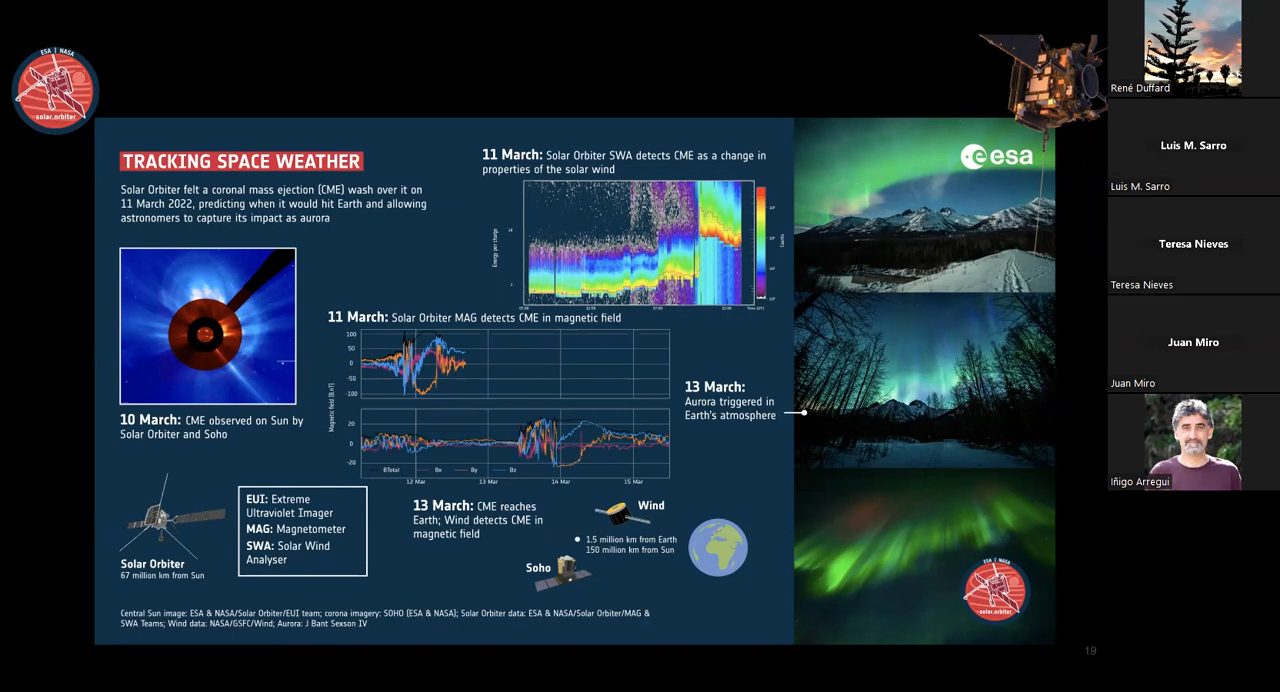 ESA | NASA
solar.orbiter
TRACKING SPACE WEATHER
Solar Orbiter felt a coronal mass ejection (CME) wash over it on
11 March 2022, predicting when it would hit Earth and allowing
astronomers to capture its impact as aurora
10 March: CME observed on Sun by
Solar Orbiter and Soho
11 March: Solar Orbiter SWA detects CME as a change in
properties of the solar wind
Energy per charge
Counts
11 March: Solar Orbiter MAG detects CME in magnetic field
Magnetic field [B:nT]
100
50
0
-50
-100
20
0
-20
BTotal Bx By Bz
12 Mar 13 Mar 14 Mar 15 Mar
13 March:
Aurora triggered in
Earth's atmosphere
Solar Orbiter
67 million km from Sun
EUI: Extreme
Ultraviolet Imager
MAG: Magnetometer
SWA: Solar Wind
Analyser
13 March: CME reaches
Earth; Wind detects CME in
magnetic field
Wind
1.5 million km from Earth
150 million km from Sun
Soho
Central Sun image: ESA & NASA/Solar Orbiter/EUI team; corona imagery: SOHO (ESA & NASA); Solar Orbiter data: ESA & NASA/Solar Orbiter/MAG &
SWA Teams; Wind data: NASA/GSFC/Wind; Aurora: J Bant Sexson IV
esa
ESA | NASA
solar.orbiter
19
René Duffard
Luis M. Sarro
Luis M. Sarro
Teresa Nieves
Teresa Nieves
Juan Miro
Juan Miro
Iñigo Arregui